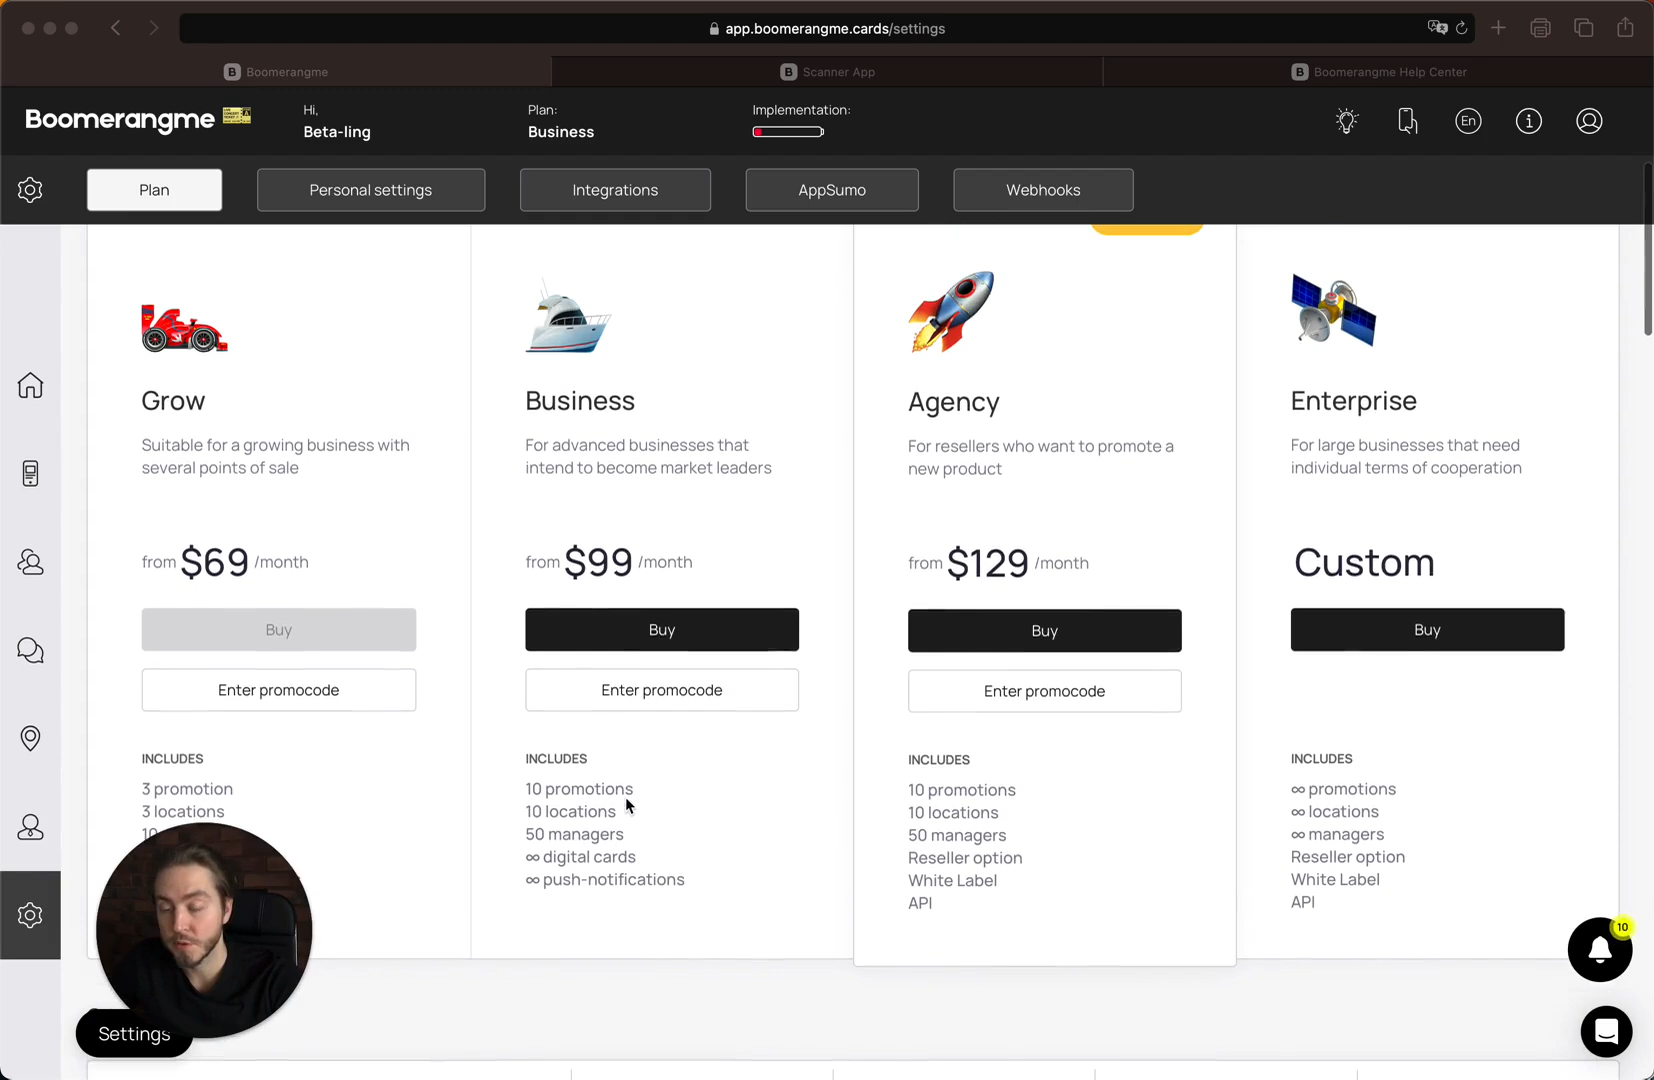 app.boomerangme.cards/settings
B Boomerangme
B Scanner App
B Boomerangme Help Center
Boomerangme
Hi,
Beta-ling
Plan:
Business
Implementation:
En
Plan
Personal settings
Integrations
AppSumo
Webhooks
Grow
Suitable for a growing business with
several points of sale
from $69 /month
Buy
Enter promocode
INCLUDES
3 promotion
3 locations
10
Business
For advanced businesses that
intend to become market leaders
from $99 /month
Buy
Enter promocode
INCLUDES
10 promotions
10 locations
50 managers
∞ digital cards
∞ push-notifications
Agency
For resellers who want to promote a
new product
from $129 /month
Buy
Enter promocode
INCLUDES
10 promotions
10 locations
50 managers
Reseller option
White Label
API
Enterprise
For large businesses that need
individual terms of cooperation
Custom
Buy
INCLUDES
∞ promotions
∞ locations
∞ managers
Reseller option
White Label
API
10
Settings